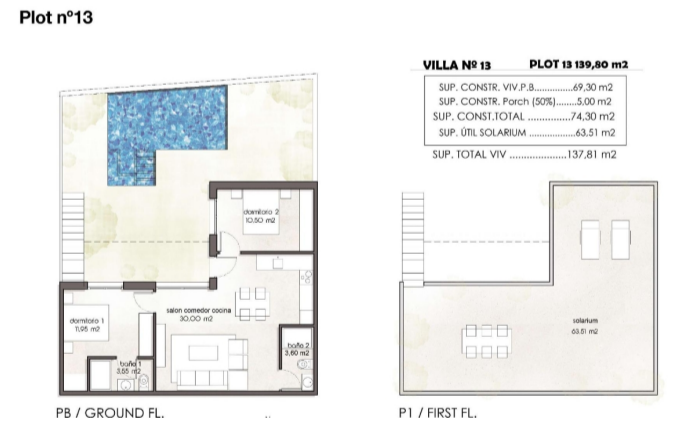 Plot nº13
VILLA Nº 13 PLOT 13 139,80 m2
SUP. CONSTR. VIV.P.B...............69,30 m2
SUP. CONSTR. Porch (50%)........5,00 m2
SUP. CONST.TOTAL ...............74,30 m2
SUP. ÚTIL SOLARIUM .................63,51 m2
SUP. TOTAL VIV ....................137,81 m2
dormitorio 2
10,50 m2
salon comedor cocina
30,00 m2
dormitorio 1
11,95 m2
baño 1
3,55 m2
baño 2
3,60 m2
solarium
63,51 m2
PB / GROUND FL.
P1 / FIRST FL.